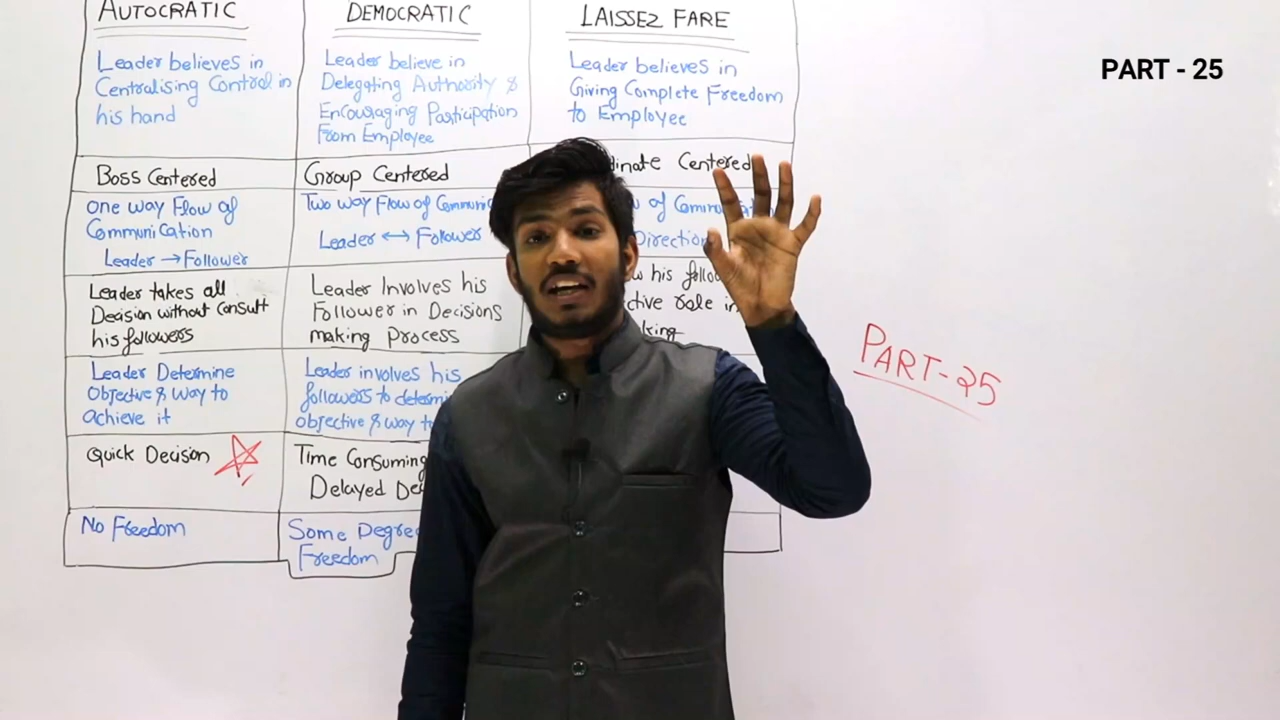 AUTOCRATIC
DEMOCRATIC
LAISSEZ FARE
PART - 25
Leader believes in
Centralising Control in
his hand
Leader believe in
Delegating Authority &
Encouraging Participation
From Employee
Leader believes in
Giving Complete Freedom
to Employee
Boss Centered
Group Centered
Centered
One way Flow of
Communication
Leader → Follower
Two way Flow of
Leader ↔ Follower
Direction
Leader takes all
Decision without Consult
his followers
Leader Involves his
Follower in Decisions
making Process
his
role in
Leader Determine
Objective & Way to
achieve it
Leader involves his
followers to
objective & way
Quick Decision
Time Consuming
Delayed
No Freedom
Some Degree
Freedom
PART-25